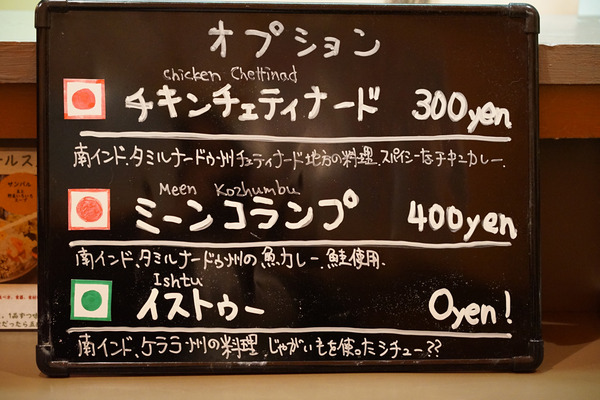 オプション
Chicken Chettinad
チキンチェティナード 300yen
南インド、タミルナードゥ州チェティナード地方の料理。スパイシーなチキンカレー。
Meen Kozhumbu
ミーンコランブ 400yen
南インド、タミルナードゥ州の魚カレー。鮭使用。
Ishtu
イストゥー 0yen!
南インド、ケララ州の料理。じゃがいもを使ったシチュー??